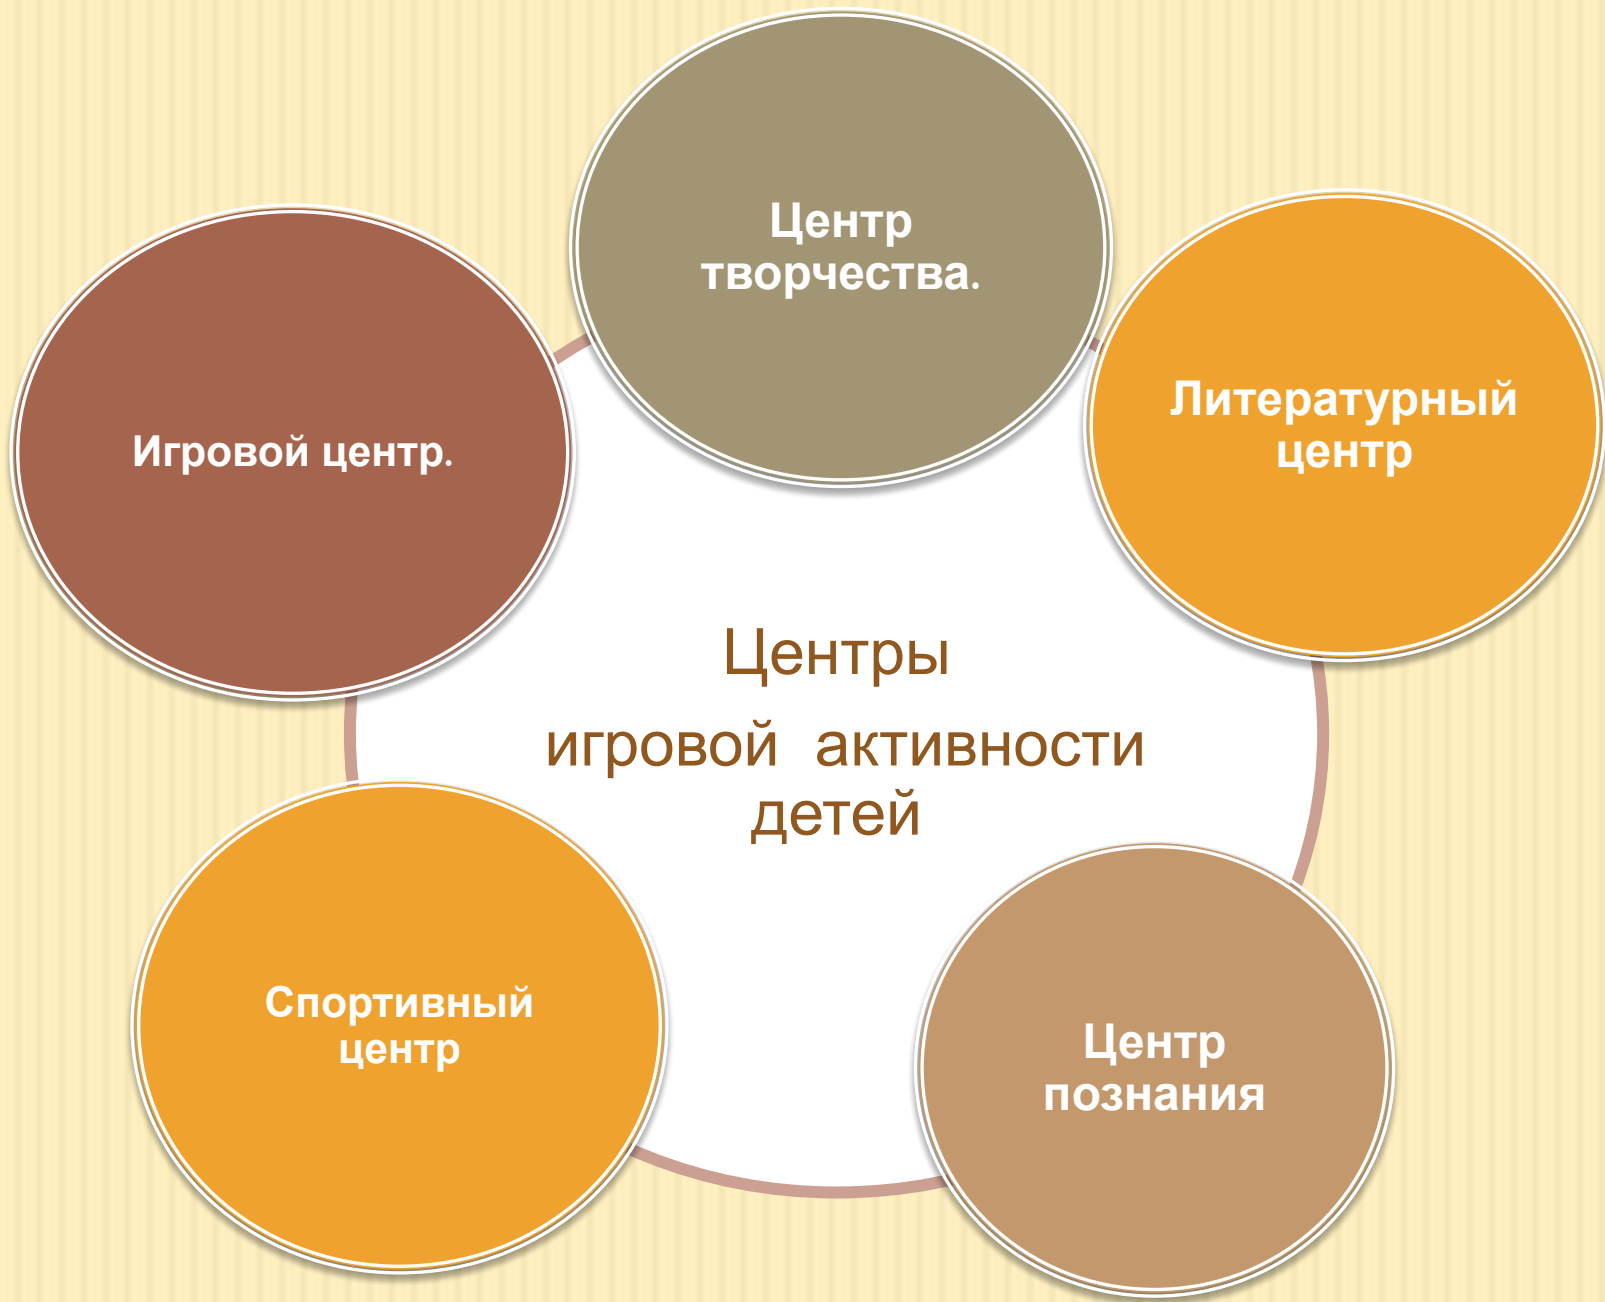 Центр
творчества.
Литературный
центр
Игровой центр.
Центры
игровой активности
детей
Спортивный
центр
Центр
познания